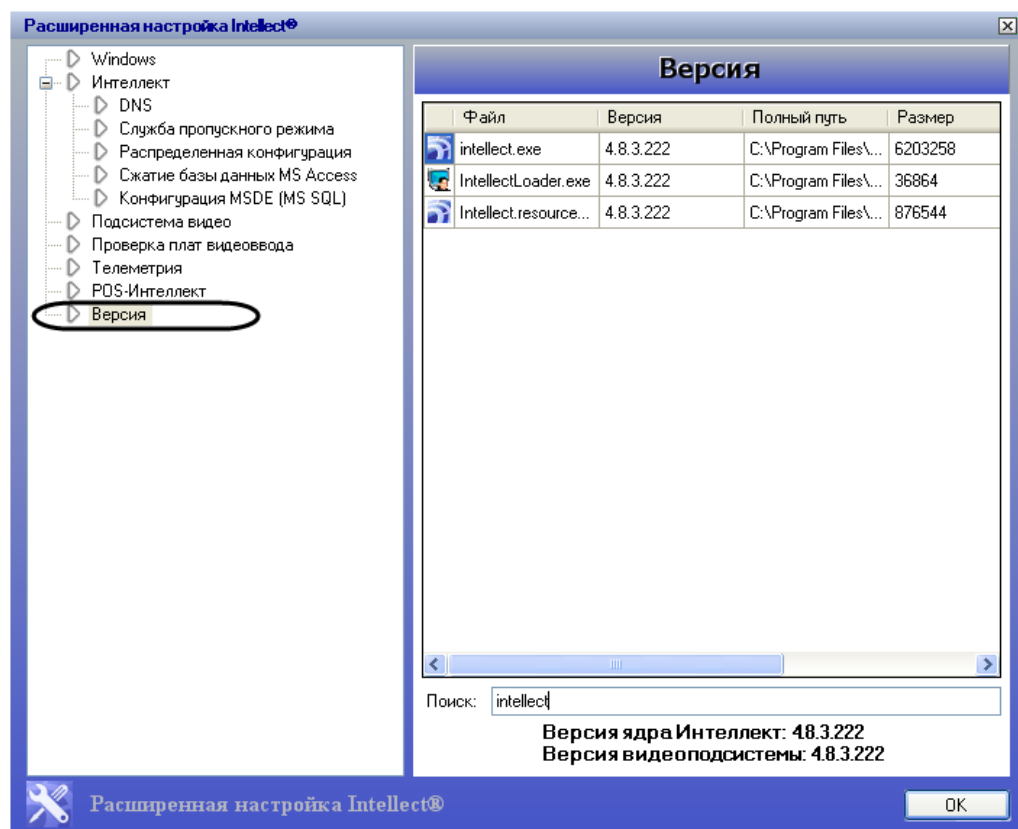 Расширенная настройка Intellect®
Windows
Интеллект
DNS
Служба пропускного режима
Распределенная конфигурация
Сжатие базы данных MS Access
Конфигурация MSDE (MS SQL)
Подсистема видео
Проверка плат видеоввода
Телеметрия
POS-Интеллект
Версия
Версия
Файл Версия Полный путь Размер
intellect.exe 4.8.3.222 C:\Program Files\... 6203258
IntellectLoader.exe 4.8.3.222 C:\Program Files\... 36864
Intellect.resource... 4.8.3.222 C:\Program Files\... 876544
Поиск: intellect
Версия ядра Интеллект: 4.8.3.222
Версия видеоподсистемы: 4.8.3.222
Расширенная настройка Intellect®
OK